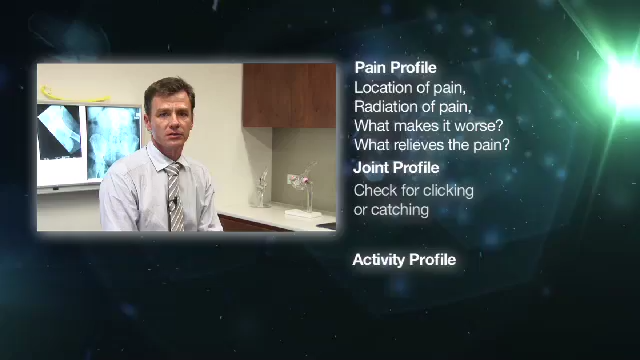 Pain Profile
Location of pain,
Radiation of pain,
What makes it worse?
What relieves the pain?
Joint Profile
Check for clicking
or catching
Activity Profile